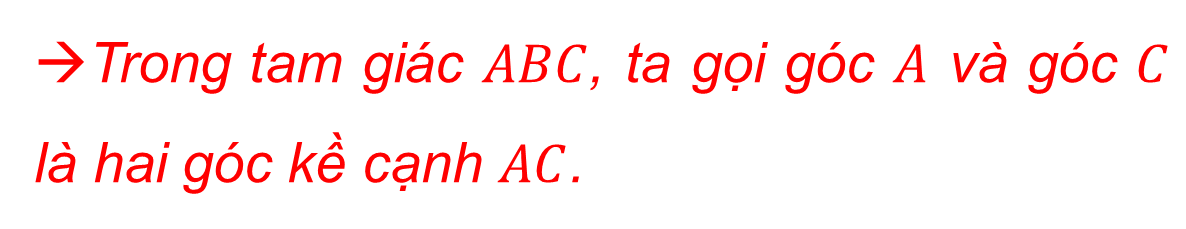 →Trong tam giác ABC, ta gọi góc A và góc C
là hai góc kề cạnh AC.